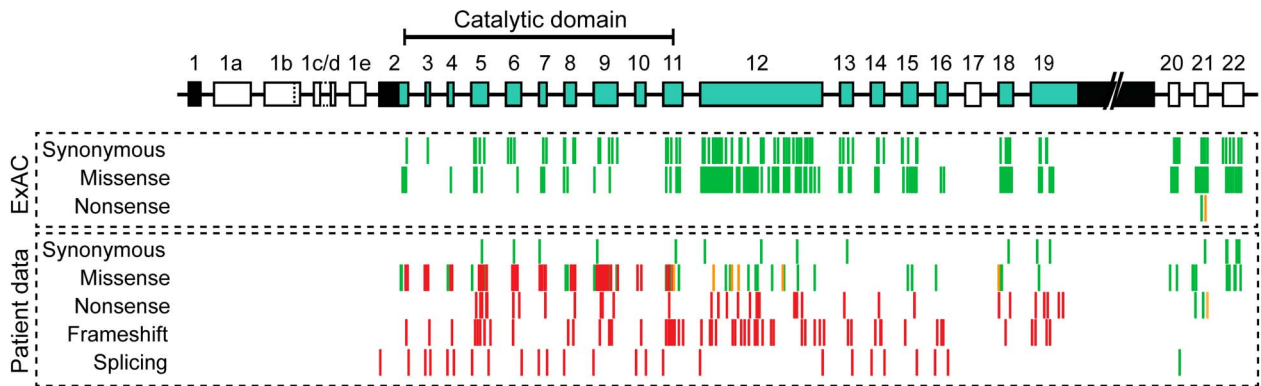 Catalytic domain
1 1a 1b 1c/d 1e 2 3 4 5 6 7 8 9 10 11 12 13 14 15 16 17 18 19 20 21 22
ExAC
Synonymous
Missense
Nonsense
Patient data
Synonymous
Missense
Nonsense
Frameshift
Splicing